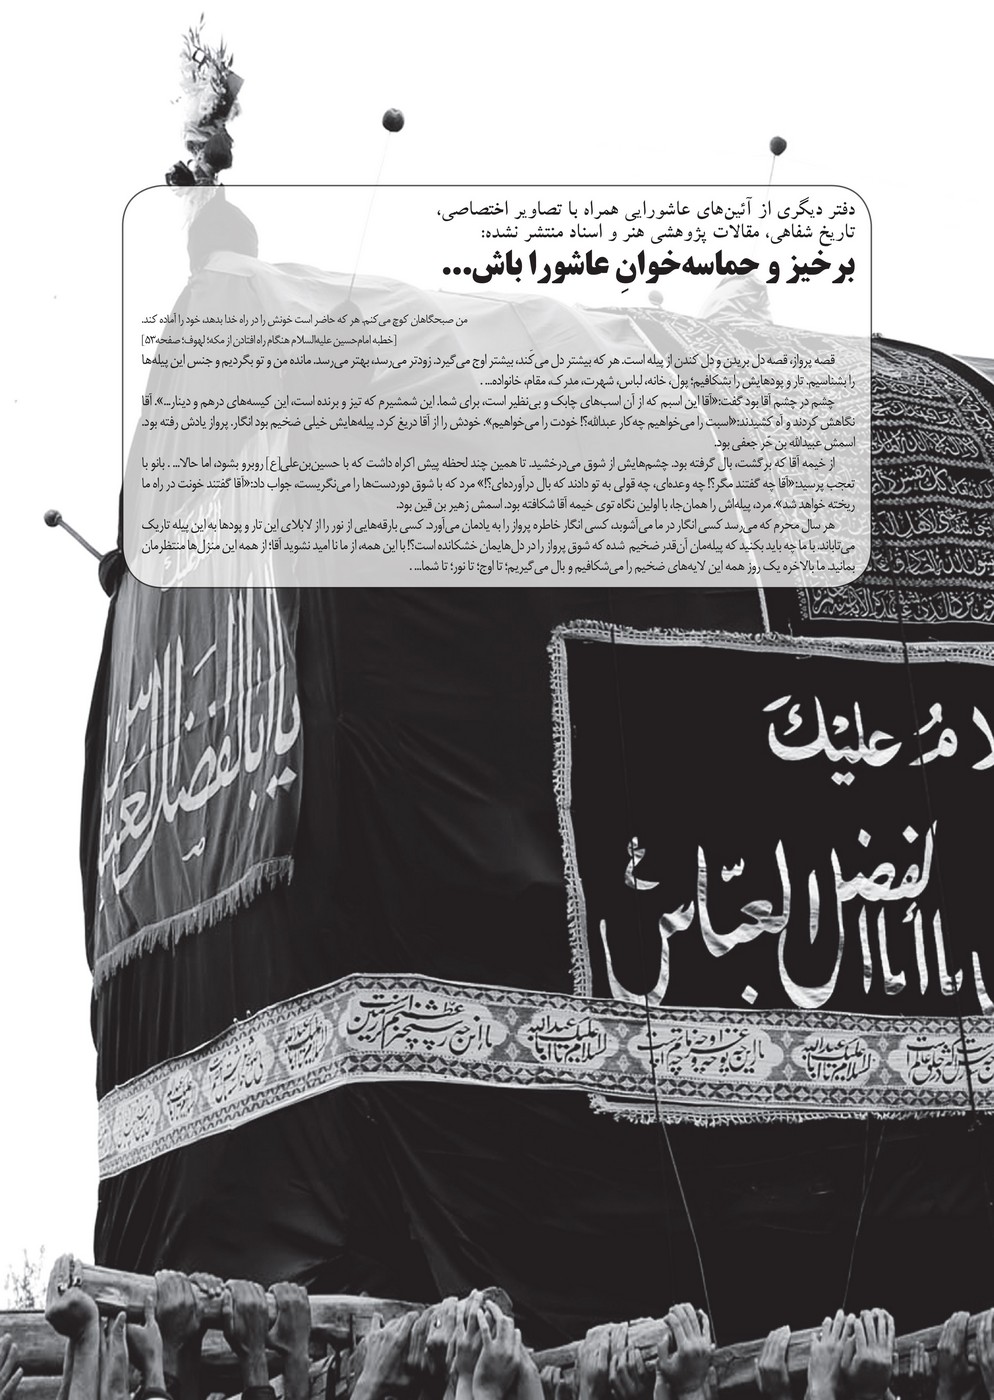 دفتر دیگری از آئین‌های عاشورایی همراه با تصاویر اختصاصی،
تاریخ شفاهی، مقالات پژوهشی هنر و اسناد منتشر نشده:
برخیز و حماسه‌خوانِ عاشورا باش...
من صبحگاهان کوچ می‌کنم. هر که حاضر است خونش را در راه خدا بدهد، خود را آماده کند.
[خطبه امام‌حسین علیه‌السلام هنگام راه افتادن از مکه؛ لهوف؛ صفحه۵۳]
قصه پرواز، قصه دل بریدن و دل کندن از پیله است. هر که بیشتر دل می‌کَند، بیشتر اوج می‌گیرد. زودتر می‌رسد، بهتر می‌رسد. مانده من و تو بگردیم و جنس این پیله‌ها
را بشناسیم. تار و پودهایش را بشکافیم؛ پول، خانه، لباس، شهرت، مدرک، مقام، خانواده... .
چشم در چشم آقا بود گفت: «آقا این اسبم که از آن اسب‌های چابک و بی‌نظیر است، برای شما. این شمشیرم که تیز و برنده است، این کیسه‌های درهم و دینار...». آقا
نگاهش کردند و آه کشیدند: «اسبت را می‌خواهیم چه‌کار عبدالله؟! خودت را می‌خواهیم». خودش را از آقا دریغ کرد. پیله‌هایش خیلی ضخیم بود انگار. پرواز یادش رفته بود.
اسمش عبیدالله بن حُر جعفی بود.
از خیمه آقا که برگشت، بال گرفته بود. چشم‌هایش از شوق می‌درخشید. تا همین چند لحظه پیش اکراه داشت که با حسین‌بن‌علی[ع] روبرو بشود، اما حالا... . بانو با
تعجب پرسید: «آقا چه گفتند مگر؟! چه وعده‌ای، چه قولی به تو دادند که بال درآورده‌ای؟!» مرد که با شوق دوردست‌ها را می‌نگریست، جواب داد: «آقا گفتند خونت در راه ما
ریخته خواهد شد». مرد، پیله‌اش را همان‌جا، با اولین نگاه توی خیمه آقا شکافته بود. اسمش زهیر بن قین بود.
هر سال محرم که می‌رسد کسی انگار در ما می‌آشوبد، کسی انگار خاطره پرواز را به یادمان می‌آورد. کسی بارقه‌هایی از نور را از لابلای این تار و پودها به این پیله تاریک
می‌تاباند. با ما چه باید بکنید که پیله‌مان آن‌قدر ضخیم شده که شوق پرواز را در دل‌هایمان خشکانده است؟! با این همه، از ما نا امید نشوید آقا؛ از همه این منزل‌ها منتظرمان
بمانید. ما بالاخره یک روز همه این لایه‌های ضخیم را می‌شکافیم و بال می‌گیریم؛ تا اوج؛ تا نور؛ تا شما... .
یا اباالفضل العباس
لامُ علیْكَ
اأبا الفضل العبّاس ع
السلام علیک یا اباعبدالله